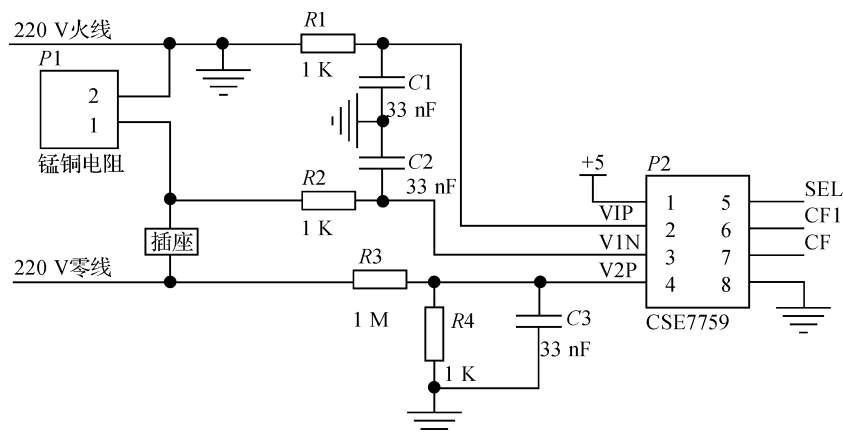 220 V火线
R1
1 K
P1
2
1
锰铜电阻
C1
33 nF
C2
33 nF
R2
1 K
插座
220 V零线
R3
1 M
R4
1 K
C3
33 nF
+5
P2
VIP
V1N
V2P
1
2
3
4
5
6
7
8
SEL
CF1
CF
CSE7759